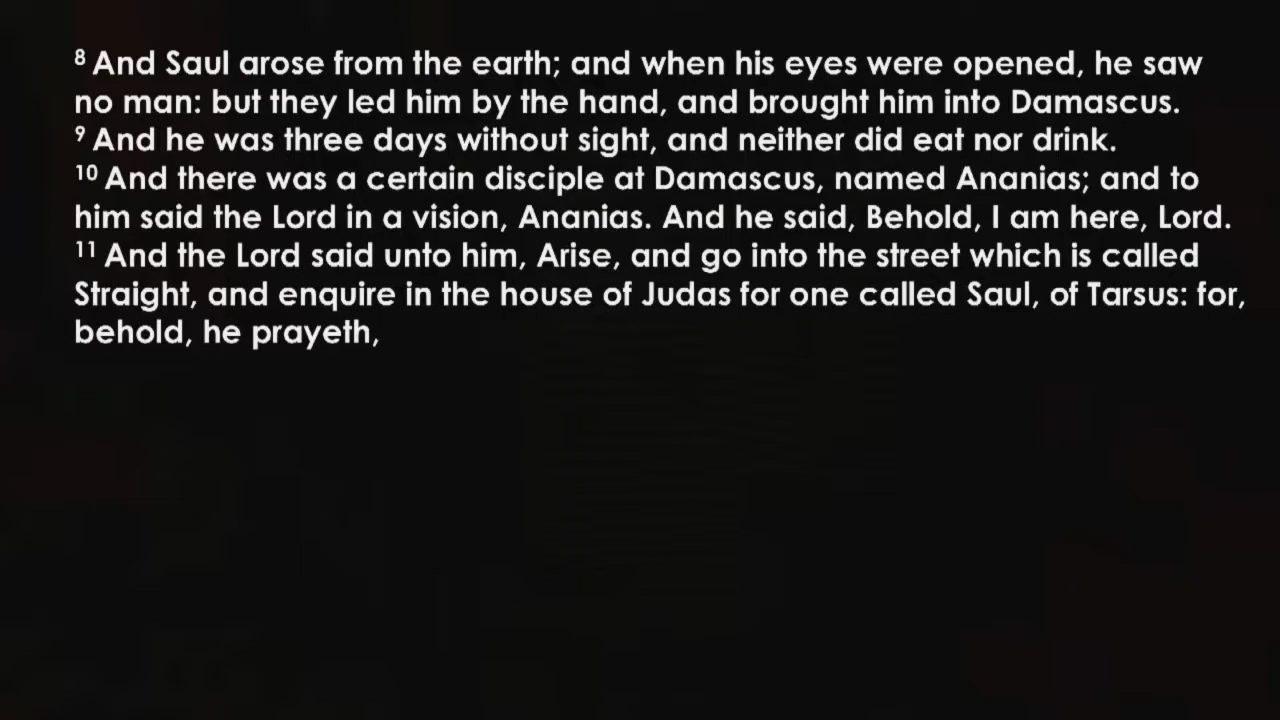 8 And Saul arose from the earth; and when his eyes were opened, he saw
no man: but they led him by the hand, and brought him into Damascus.
9 And he was three days without sight, and neither did eat nor drink.
10 And there was a certain disciple at Damascus, named Ananias; and to
him said the Lord in a vision, Ananias. And he said, Behold, I am here, Lord.
11 And the Lord said unto him, Arise, and go into the street which is called
Straight, and enquire in the house of Judas for one called Saul, of Tarsus: for,
behold, he prayeth,